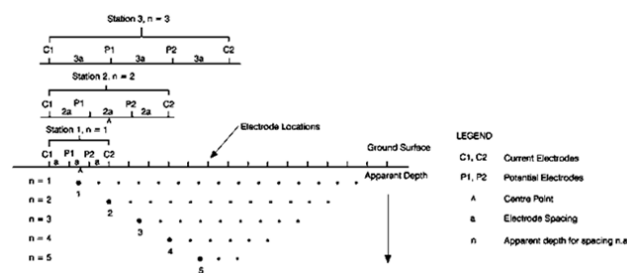 Station 3, n = 3
C1 P1 P2 C2
3a 3a 3a
Station 2, n = 2
C1 P1 P2 C2
2a 2a 2a
^
Station 1, n = 1
C1 P1 P2 C2
a a a
^
Electrode Locations
Ground Surface
Apparent Depth
n = 1
1
n = 2
2
n = 3
3
n = 4
4
n = 5
5
LEGEND
C1, C2 Current Electrodes
P1, P2 Potential Electrodes
^ Centre Point
a Electrode Spacing
n Apparent depth for spacing n.a